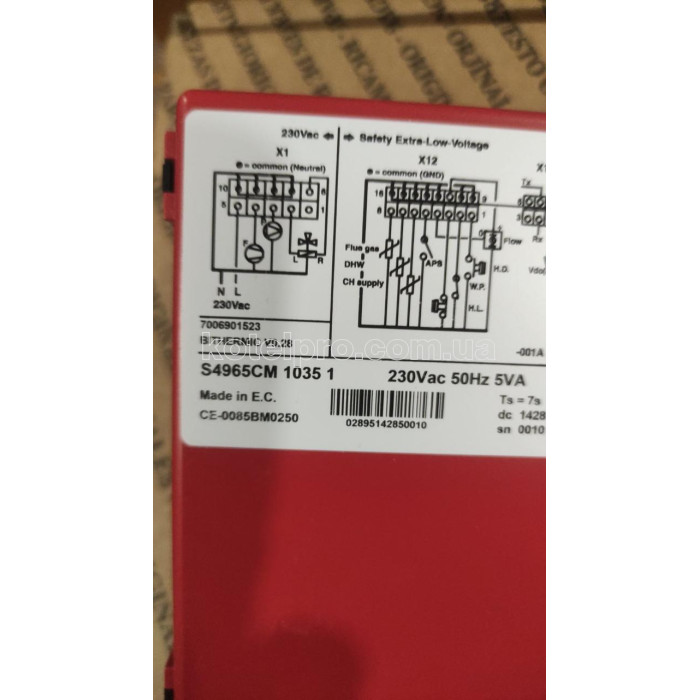 230Vac
Safety Extra-Low-Voltage
X1
X12
= common (Neutral)
= common (GND)
Tx
10 6
16 9
5 1
8 1
3
Rx
Flow
Flue gas
DHW
CH supply
APS
H.D.
W.P.
H.L.
L R
N L
230Vac
7006901523
BITHERMIC V0.28
-001A
kotelpro.com.ua
S4965CM 1035 1
230Vac 50Hz 5VA
Made in E.C.
Ts = 7s
CE-0085BM0250
dc 1428
02895142850010
sn 0010